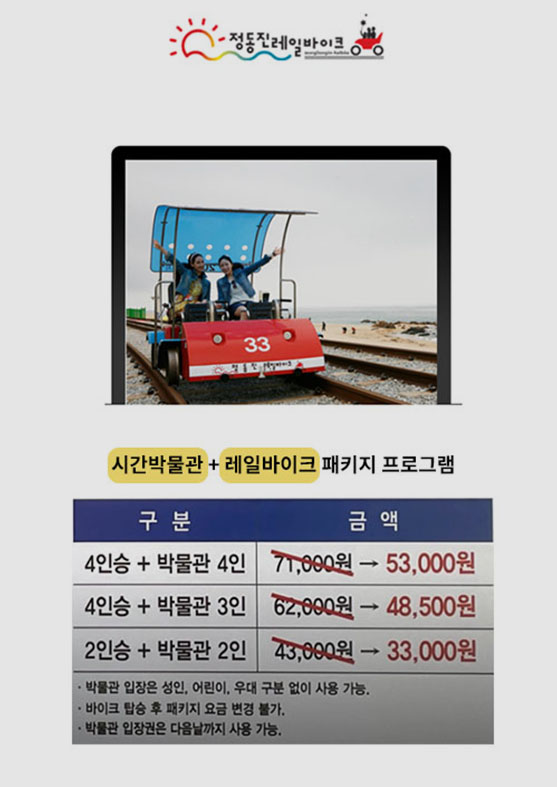 정동진레일바이크
33
정동진레일바이크
시간박물관 + 레일바이크 패키지 프로그램
구 분 금 액
4인승 + 박물관 4인 71,000원 → 53,000원
4인승 + 박물관 3인 62,000원 → 48,500원
2인승 + 박물관 2인 43,000원 → 33,000원
· 박물관 입장은 성인, 어린이, 우대 구분 없이 사용 가능.
· 바이크 탑승 후 패키지 요금 변경 불가.
· 박물관 입장권은 다음날까지 사용 가능.